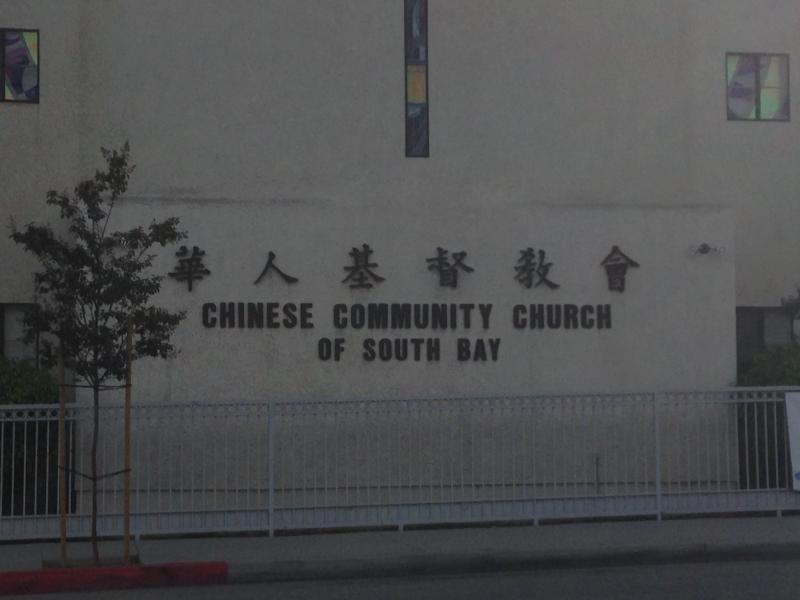 華人基督教會
CHINESE COMMUNITY CHURCH
OF SOUTH BAY